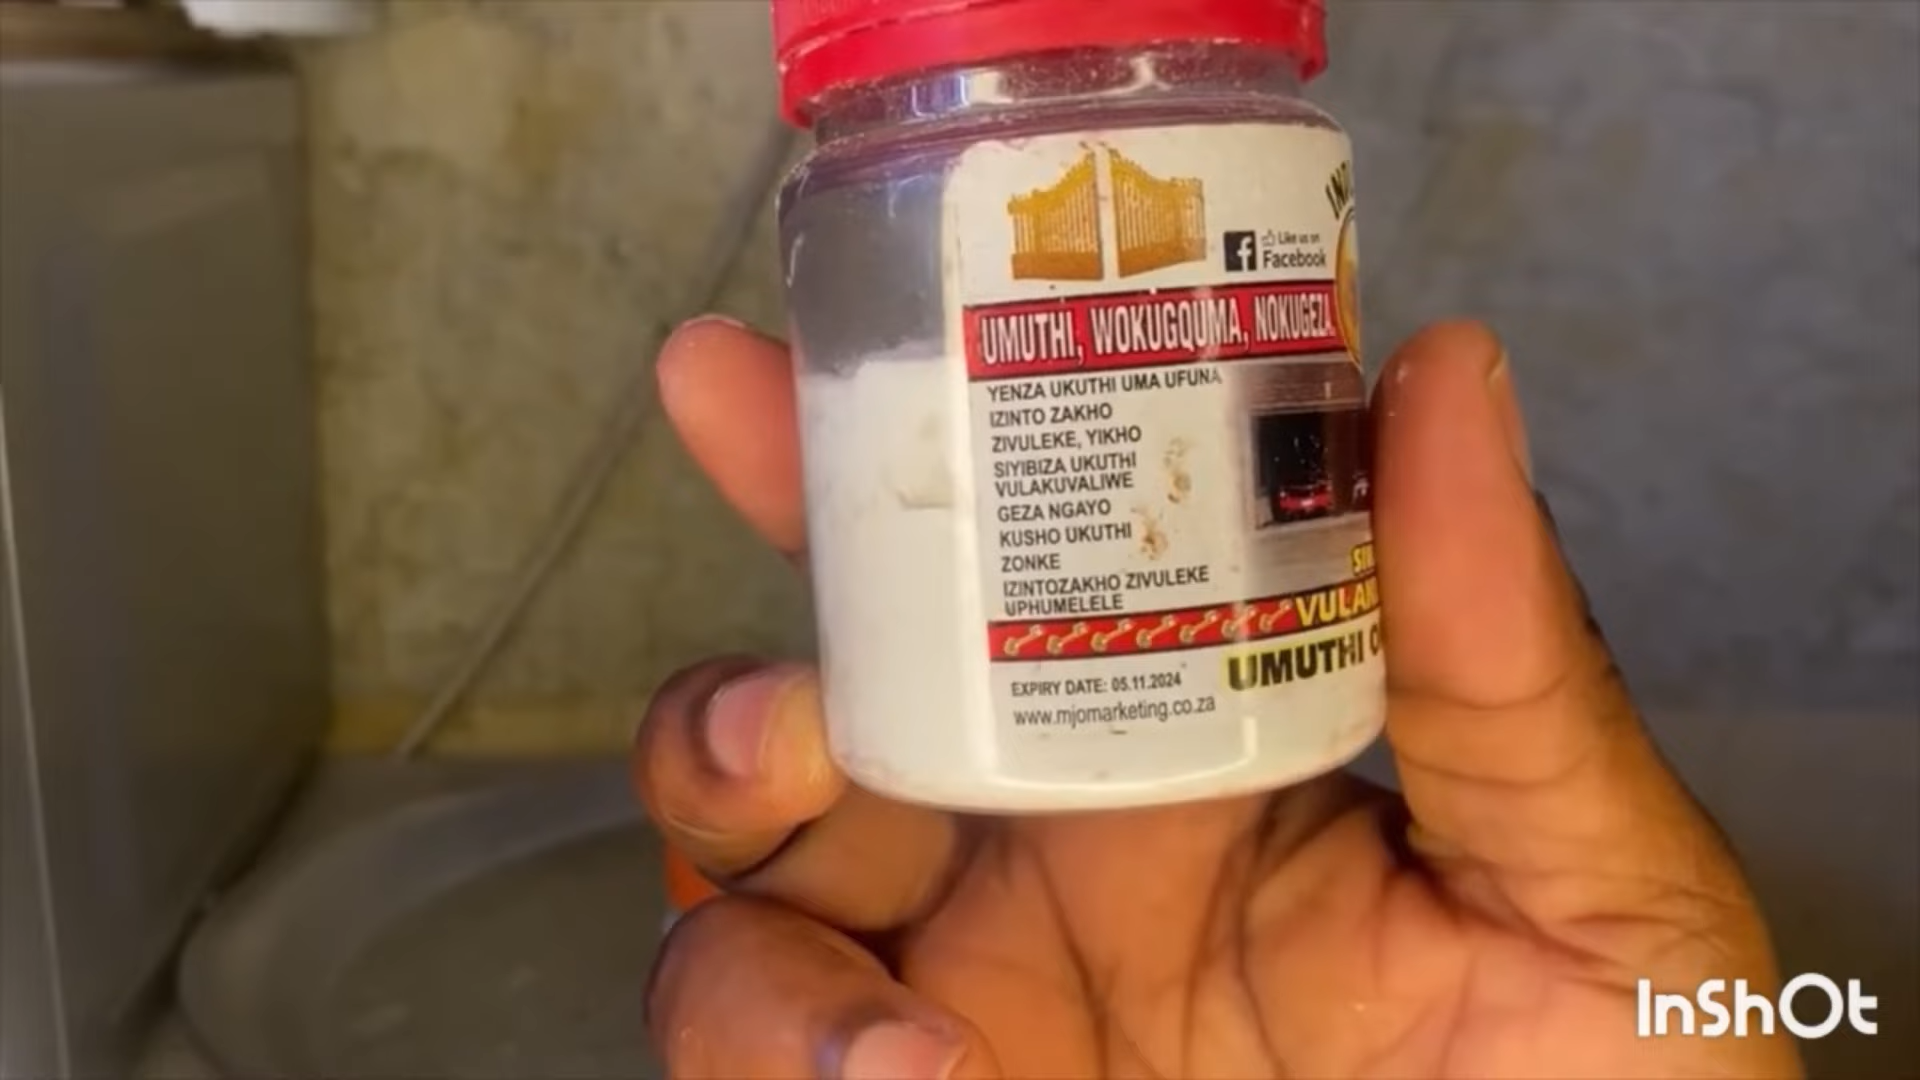 Like us on
Facebook
UMUTHI, WOKUGQUMA, NOKUGEZA.
YENZA UKUTHI UMA UFUNA
IZINTO ZAKHO
ZIVULEKE, YIKHO
SIYIBIZA UKUTHI
VULAKUVALIWE
GEZA NGAYO
KUSHO UKUTHI
ZONKE
IZINTOZAKHO ZIVULEKE
UPHUMELELE
UMUTHI
EXPIRY DATE: 05.11.2024
www.mjomarketing.co.za
InShOt